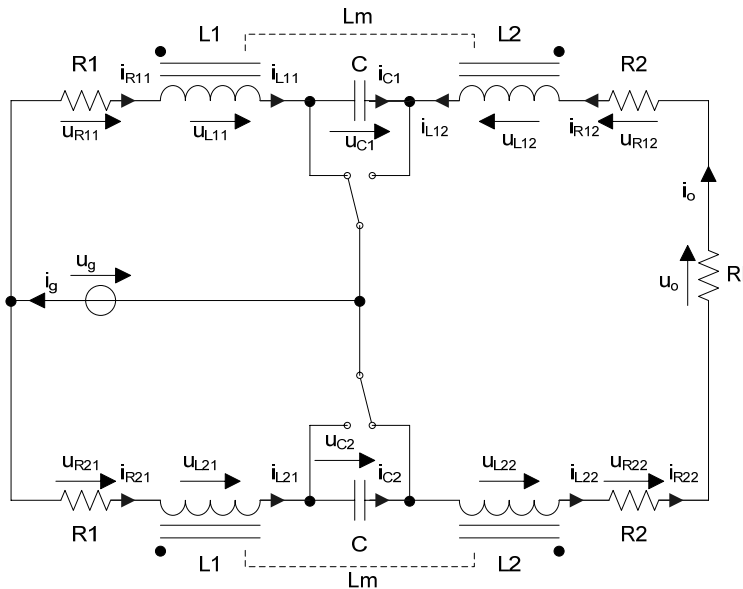 Lm
L1 L2
R1 iR11 iL11 C iC1 R2
uR11 uL11 uC1 iL12 uL12 iR12 uR12
io
ug
ig uo R
uC2
uR21 iR21 uL21 iL21 iC2 uL22 iL22 uR22 iR22
R1 L1 C L2 R2
Lm